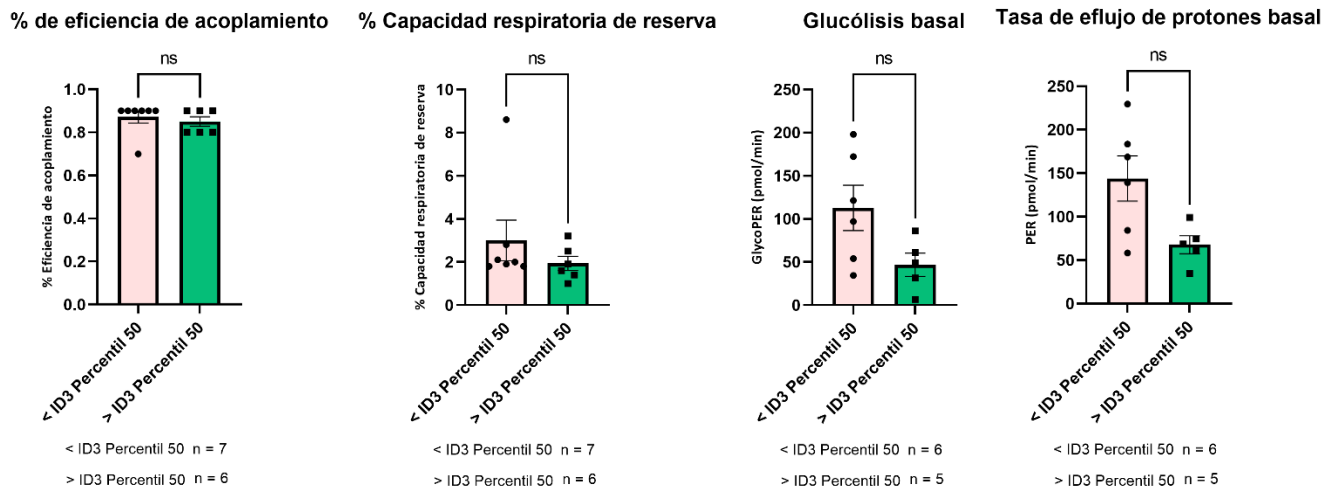 % de eficiencia de acoplamiento
ns
% Eficiencia de acoplamiento
1.0
0.8
0.6
0.4
0.2
0.0
< ID3 Percentil 50
> ID3 Percentil 50
< ID3 Percentil 50 n = 7
> ID3 Percentil 50 n = 6
% Capacidad respiratoria de reserva
ns
% Capacidad respiratoria de reserva
10
8
6
4
2
0
< ID3 Percentil 50
> ID3 Percentil 50
< ID3 Percentil 50 n = 7
> ID3 Percentil 50 n = 6
Glucólisis basal
ns
GlycoPER (pmol/min)
250
200
150
100
50
0
< ID3 Percentil 50
> ID3 Percentil 50
< ID3 Percentil 50 n = 6
> ID3 Percentil 50 n = 5
Tasa de eflujo de protones basal
ns
PER (pmol/min)
250
200
150
100
50
0
< ID3 Percentil 50
> ID3 Percentil 50
< ID3 Percentil 50 n = 6
> ID3 Percentil 50 n = 5